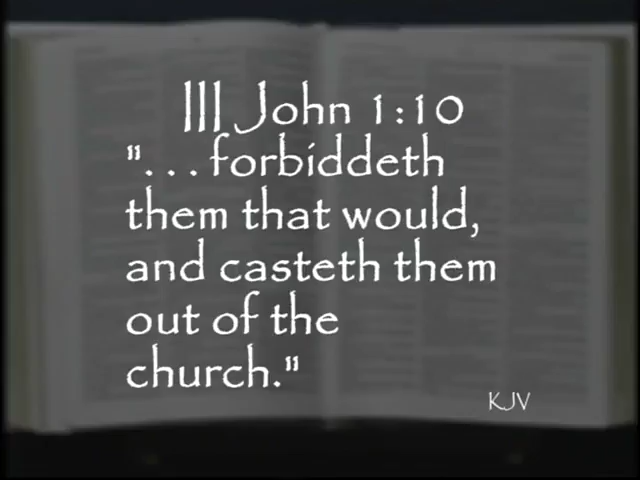 III John 1:10
". . . forbiddeth
them that would,
and casteth them
out of the
church."
KJV